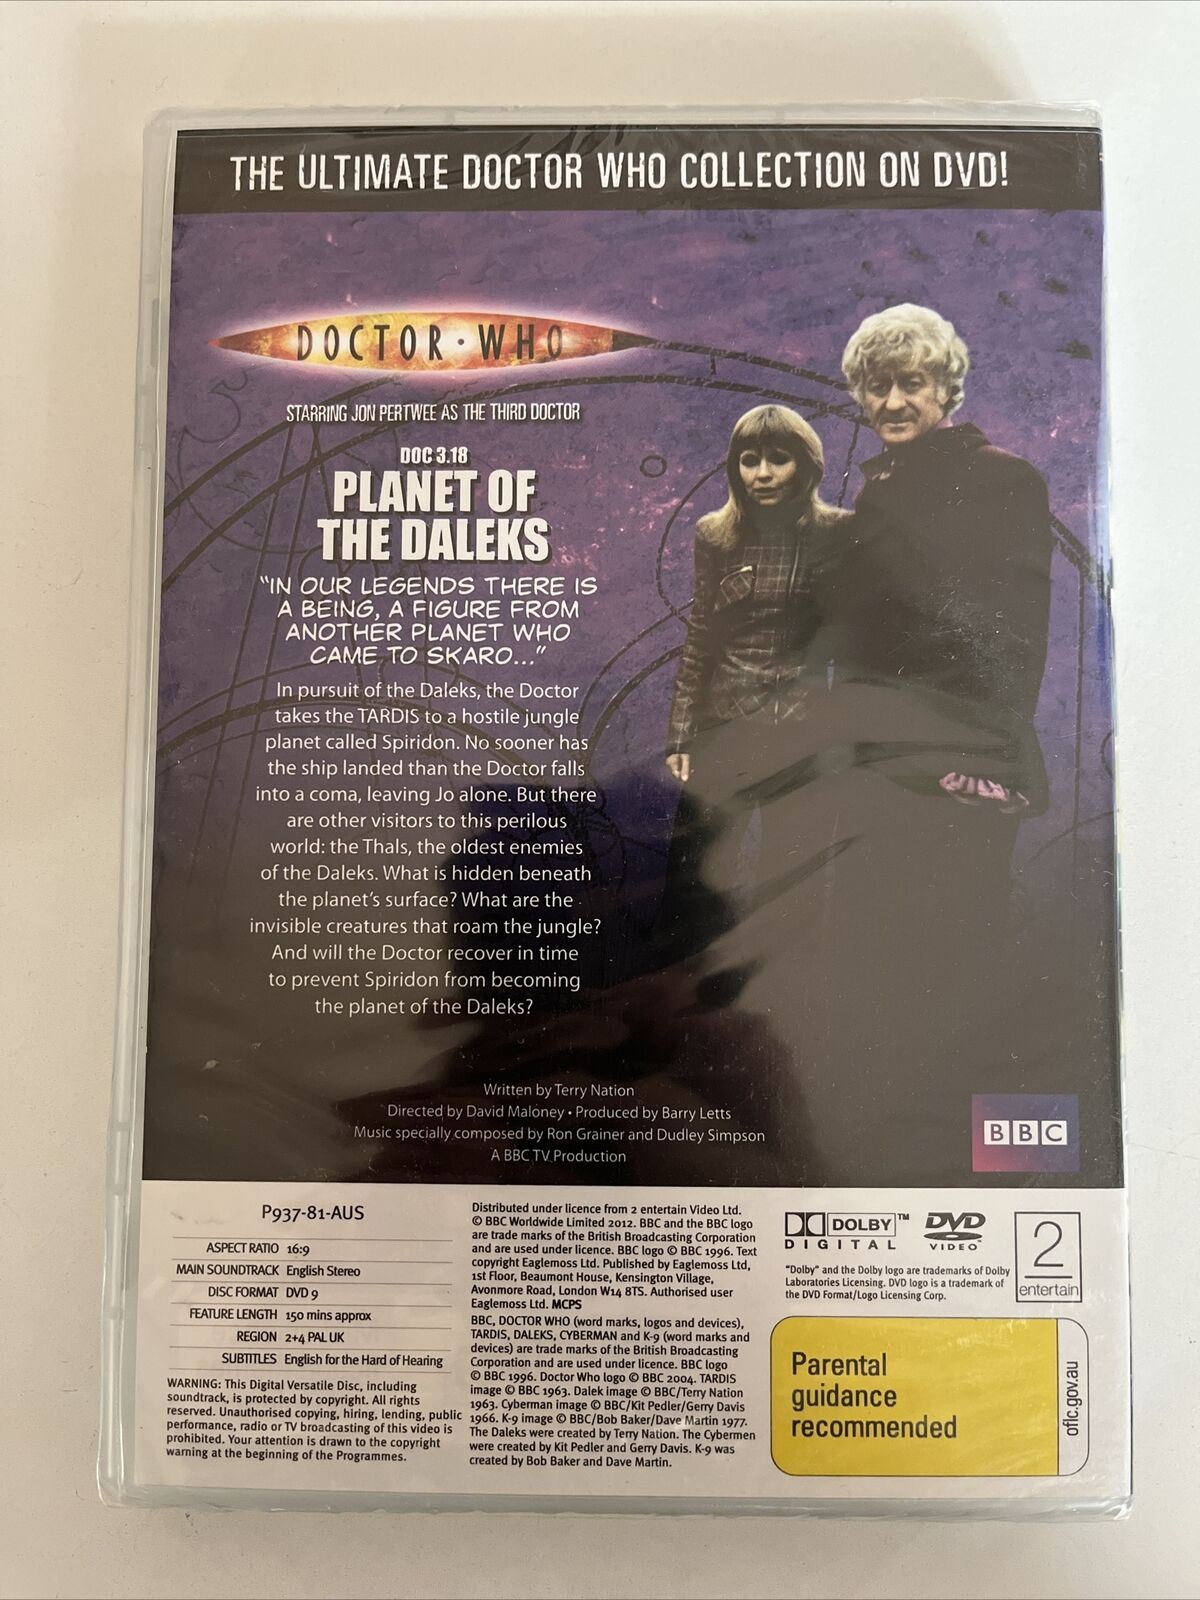 THE ULTIMATE DOCTOR WHO COLLECTION ON DVD!
DOCTOR · WHO
STARRING JON PERTWEE AS THE THIRD DOCTOR
DOC 3.18
PLANET OF
THE DALEKS
"IN OUR LEGENDS THERE IS
A BEING, A FIGURE FROM
ANOTHER PLANET WHO
CAME TO SKARO..."
In pursuit of the Daleks, the Doctor
takes the TARDIS to a hostile jungle
planet called Spiridon. No sooner has
the ship landed than the Doctor falls
into a coma, leaving Jo alone. But there
are other visitors to this perilous
world: the Thals, the oldest enemies
of the Daleks. What is hidden beneath
the planet's surface? What are the
invisible creatures that roam the jungle?
And will the Doctor recover in time
to prevent Spiridon from becoming
the planet of the Daleks?
Written by Terry Nation
Directed by David Maloney • Produced by Barry Letts
Music specially composed by Ron Grainer and Dudley Simpson
A BBC TV Production
BBC
P937-81-AUS
ASPECT RATIO 16:9
MAIN SOUNDTRACK English Stereo
DISC FORMAT DVD 9
FEATURE LENGTH 150 mins approx
REGION 2+4 PAL UK
SUBTITLES English for the Hard of Hearing
WARNING: This Digital Versatile Disc, including
soundtrack, is protected by copyright. All rights
reserved. Unauthorised copying, hiring, lending, public
performance, radio or TV broadcasting of this video is
prohibited. Your attention is drawn to the copyright
warning at the beginning of the Programmes.
Distributed under licence from 2 entertain Video Ltd.
© BBC Worldwide Limited 2012. BBC and the BBC logo
are trade marks of the British Broadcasting Corporation
and are used under licence. BBC logo © BBC 1996. Text
copyright Eaglemoss Ltd. Published by Eaglemoss Ltd,
1st Floor, Beaumont House, Kensington Village,
Avonmore Road, London W14 8TS. Authorised user
Eaglemoss Ltd. MCPS
BBC, DOCTOR WHO (word marks, logos and devices),
TARDIS, DALEKS, CYBERMAN and K-9 (word marks and
devices) are trade marks of the British Broadcasting
Corporation and are used under licence. BBC logo
© BBC 1996. Doctor Who logo © BBC 2004. TARDIS
image © BBC 1963. Dalek image © BBC/Terry Nation
1963. Cyberman image © BBC/Kit Pedler/Gerry Davis
1966. K-9 image © BBC/Bob Baker/Dave Martin 1977.
The Daleks were created by Terry Nation. The Cybermen
were created by Kit Pedler and Gerry Davis. K-9 was
created by Bob Baker and Dave Martin.
DOLBY™
DIGITAL
DVD
VIDEO™
"Dolby" and the Dolby logo are trademarks of Dolby
Laboratories Licensing. DVD logo is a trademark of
the DVD Format/Logo Licensing Corp.
2
entertain
Parental
guidance
recommended
oflc.gov.au